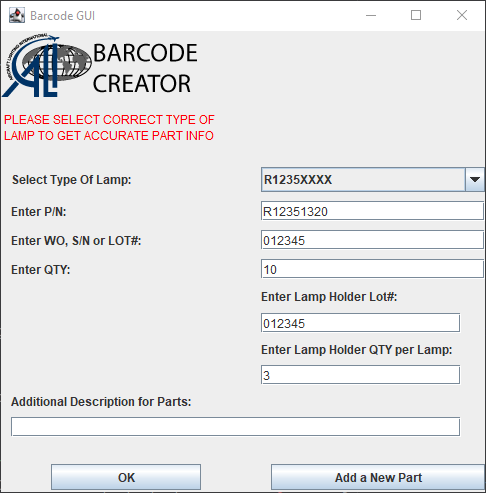 Barcode GUI
AIRCRAFT LIGHTING INTERNATIONAL
ALI
BARCODE
CREATOR
PLEASE SELECT CORRECT TYPE OF
LAMP TO GET ACCURATE PART INFO
Select Type Of Lamp:
R1235XXXX
Enter P/N:
R12351320
Enter WO, S/N or LOT#:
012345
Enter QTY:
10
Enter Lamp Holder Lot#:
012345
Enter Lamp Holder QTY per Lamp:
3
Additional Description for Parts:
OK
Add a New Part